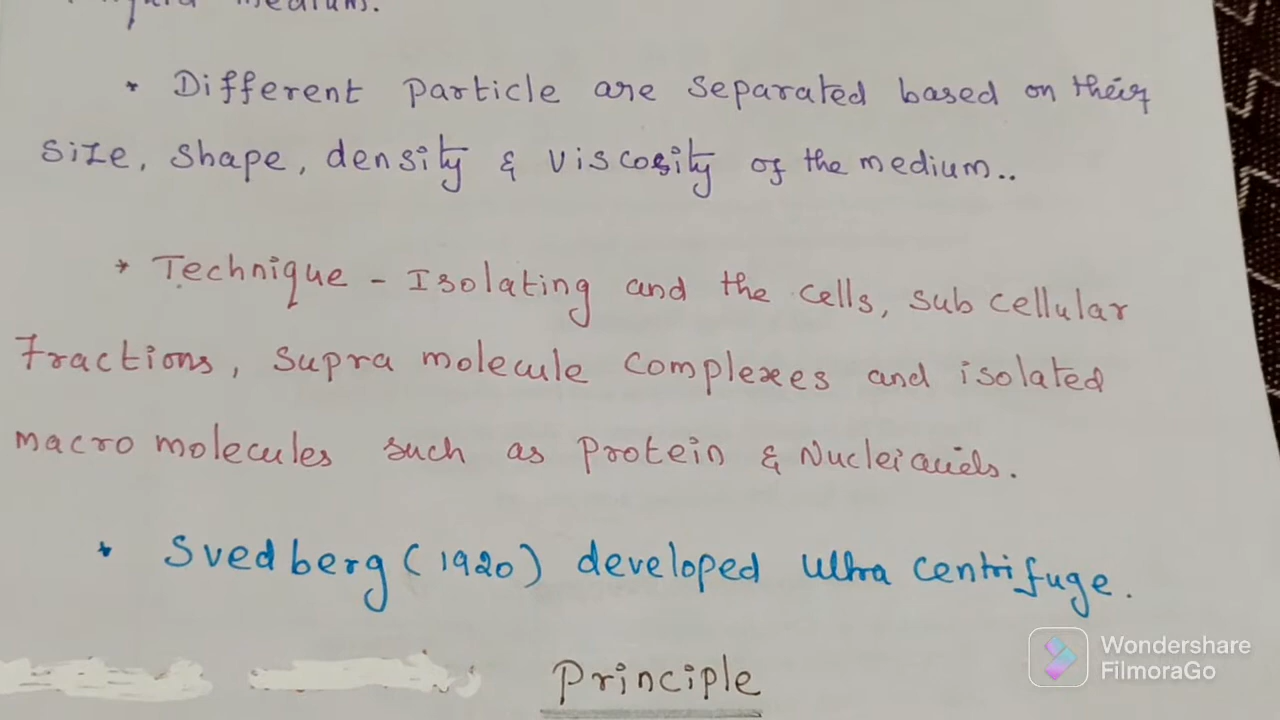 mediums.
* Different particle are separated based on their
size, shape, density & viscosity of the medium..
* Technique - Isolating and the cells, sub cellular
Fractions, supra molecule complexes and isolated
macro molecules such as protein & Nucleiacids.
* Svedberg (1920) developed ultra centrifuge.
Principle
Wondershare
FilmoraGo